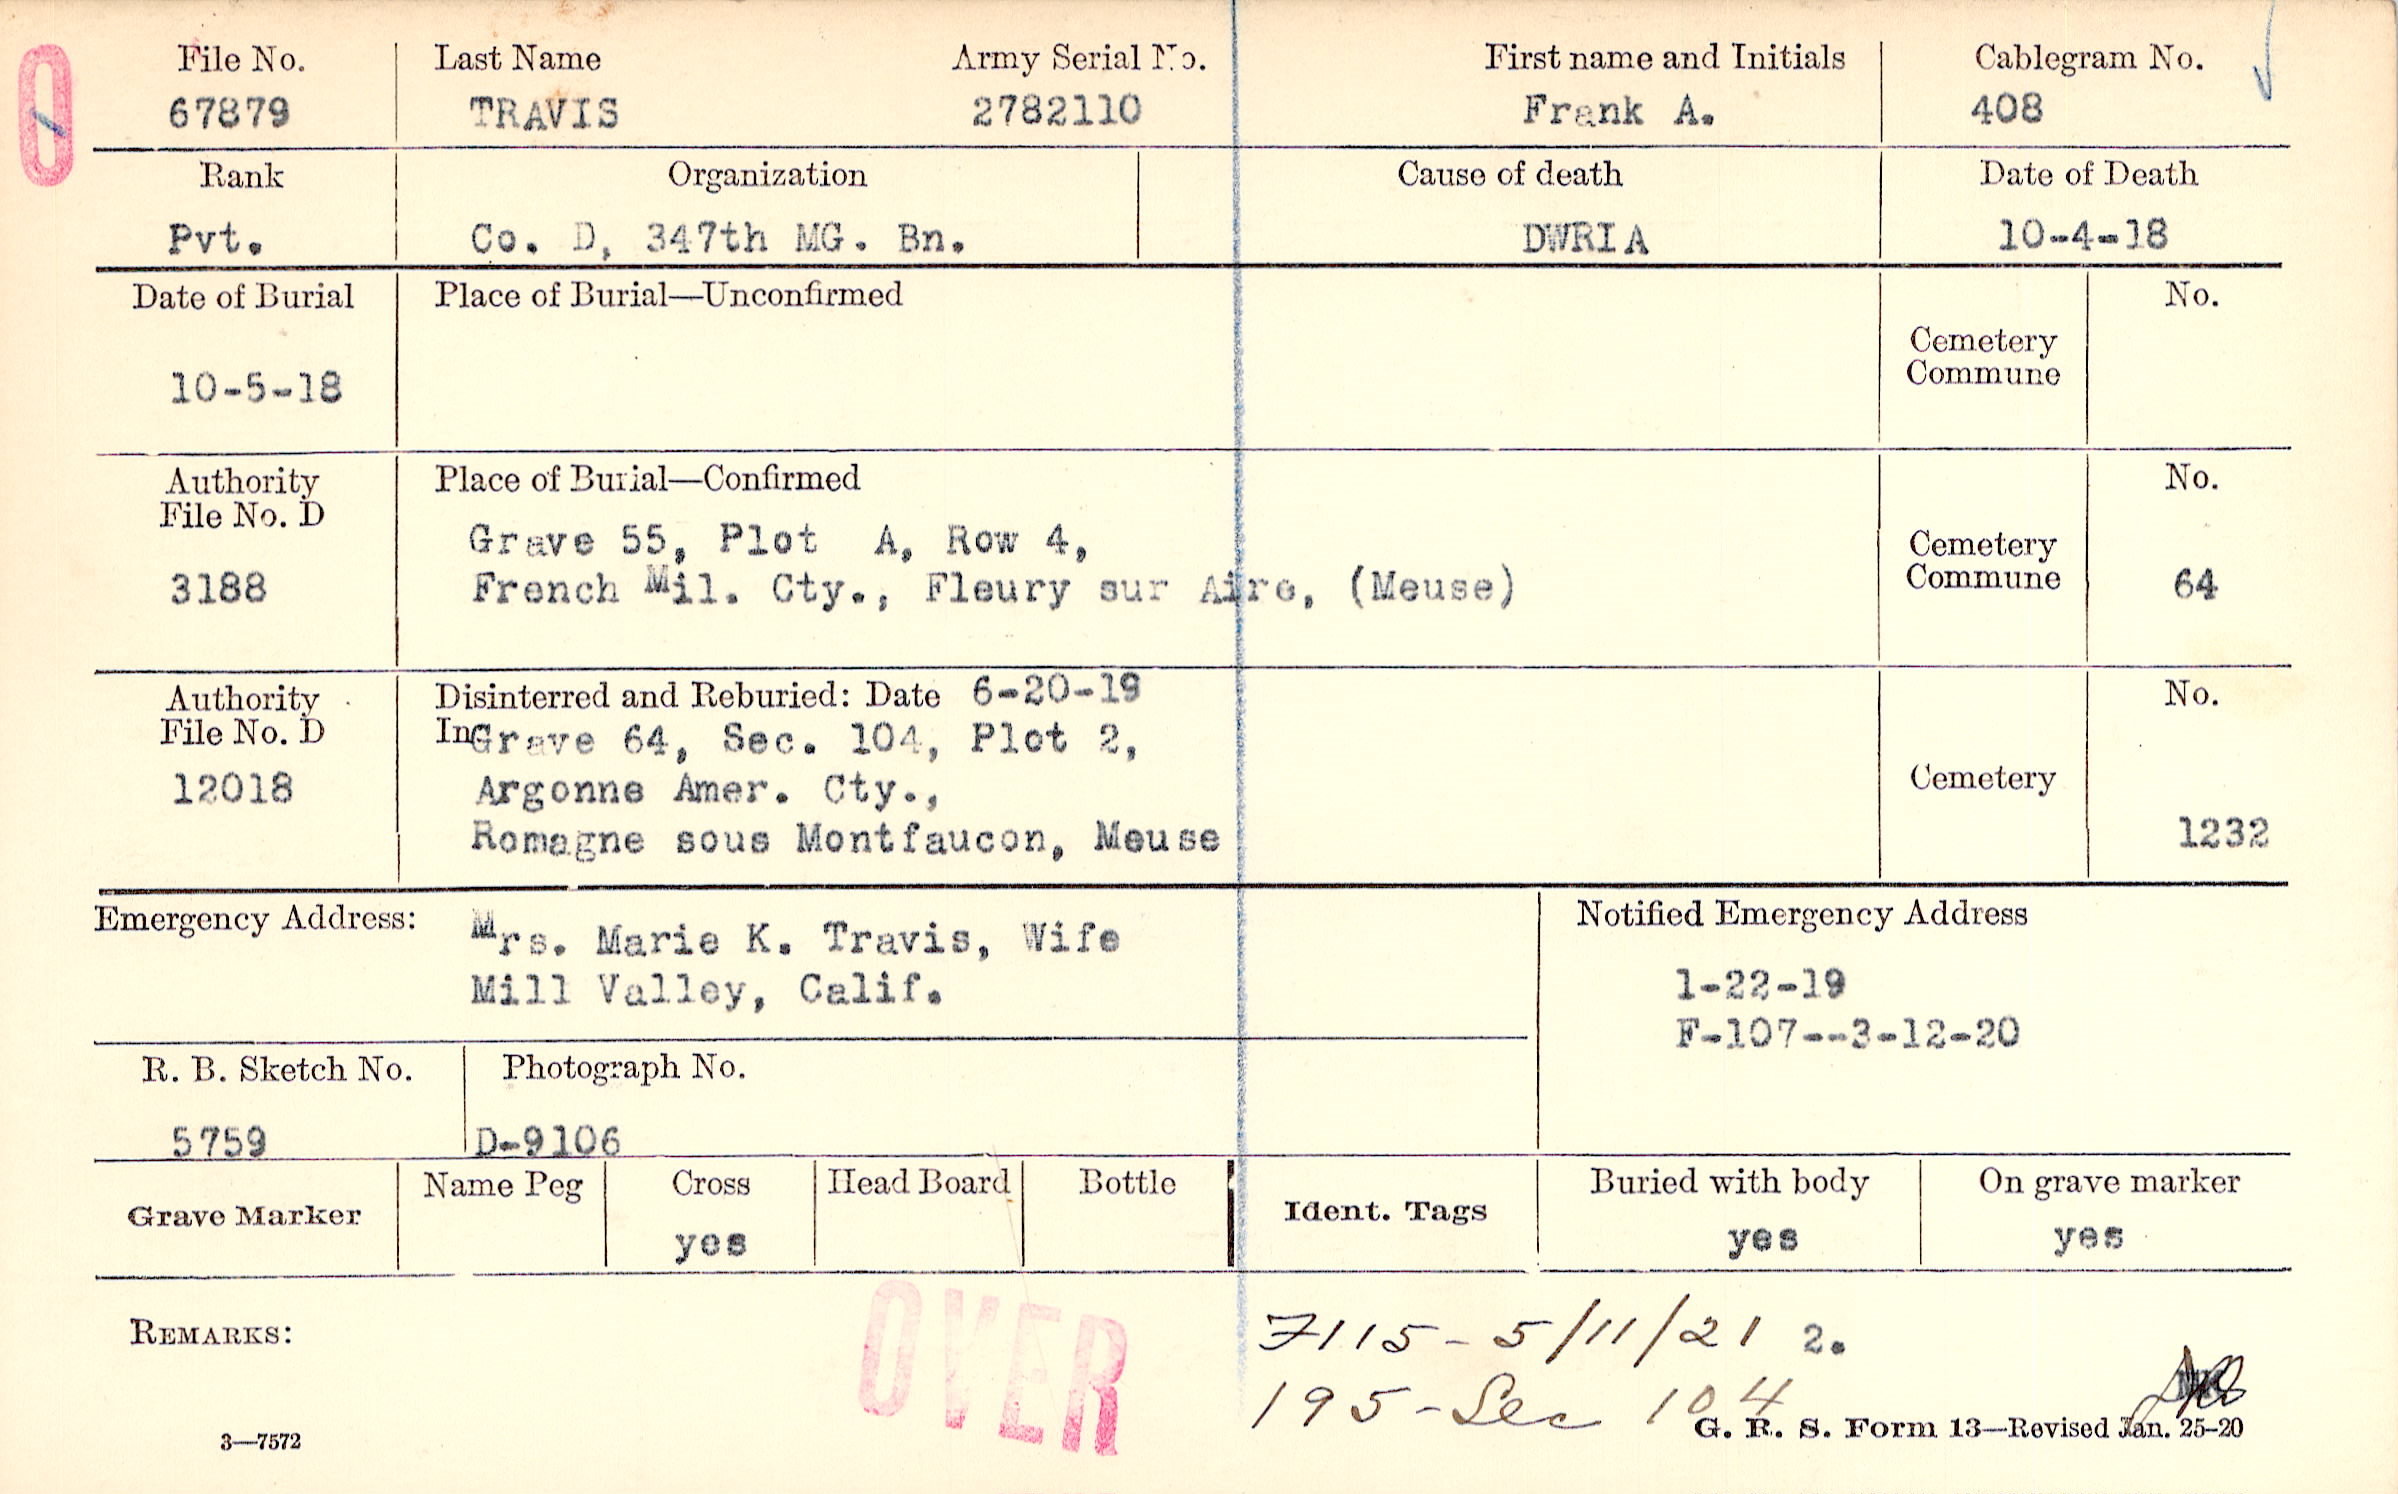 0
File No. Last Name Army Serial No. First name and Initials Cablegram No.
67879 TRAVIS 2782110 Frank A. 408
Rank Organization Cause of death Date of Death
Pvt. Co. D, 347th MG. Bn. DWRIA 10-4-18
Date of Burial Place of Burial—Unconfirmed No.
Cemetery
Commune
10-5-18
Authority Place of Burial—Confirmed No.
File No. D
Grave 55, Plot A, Row 4, Cemetery
3188 French Mil. Cty., Fleury sur Aire, (Meuse) Commune 64
Authority Disinterred and Reburied: Date 6-20-19 No.
File No. D In Grave 64, Sec. 104, Plot 2,
12018 Argonne Amer. Cty., Cemetery
Romagne sous Montfaucon, Meuse 1232
Emergency Address: Mrs. Marie K. Travis, Wife Notified Emergency Address
Mill Valley, Calif. 1-22-19
F-107--3-12-20
R. B. Sketch No. Photograph No.
5759 D-9106
Grave Marker Name Peg Cross Head Board Bottle Ident. Tags Buried with body On grave marker
yes yes yes
REMARKS: OVER 7115-5/11/21 2.
195-Sec 104
3—7572 G. R. S. Form 13—Revised Jan. 25-20